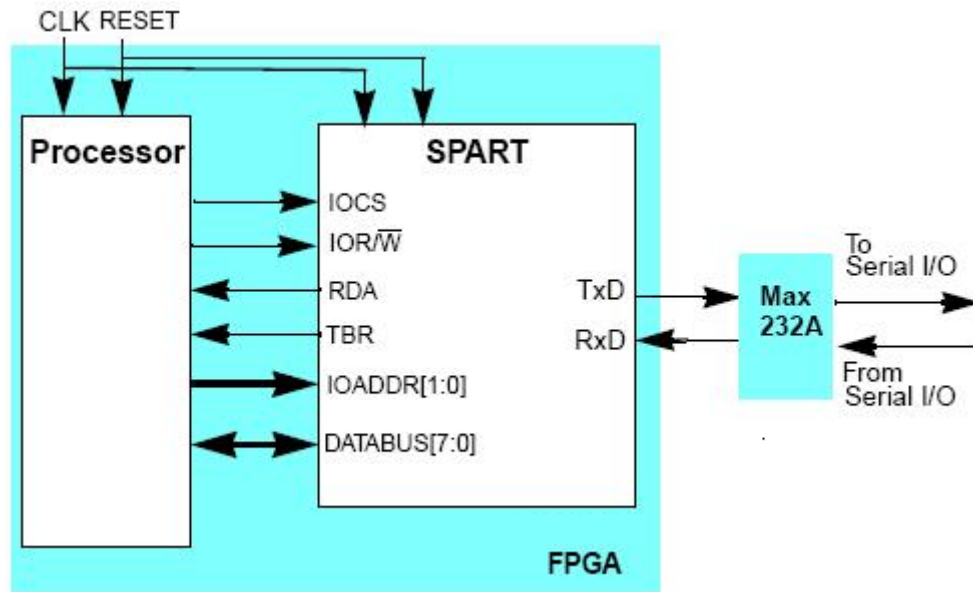 CLK RESET
Processor
SPART
IOCS
IOR/W̅
RDA
TBR
IOADDR[1:0]
DATABUS[7:0]
TxD
RxD
Max
232A
To
Serial I/O
From
Serial I/O
FPGA